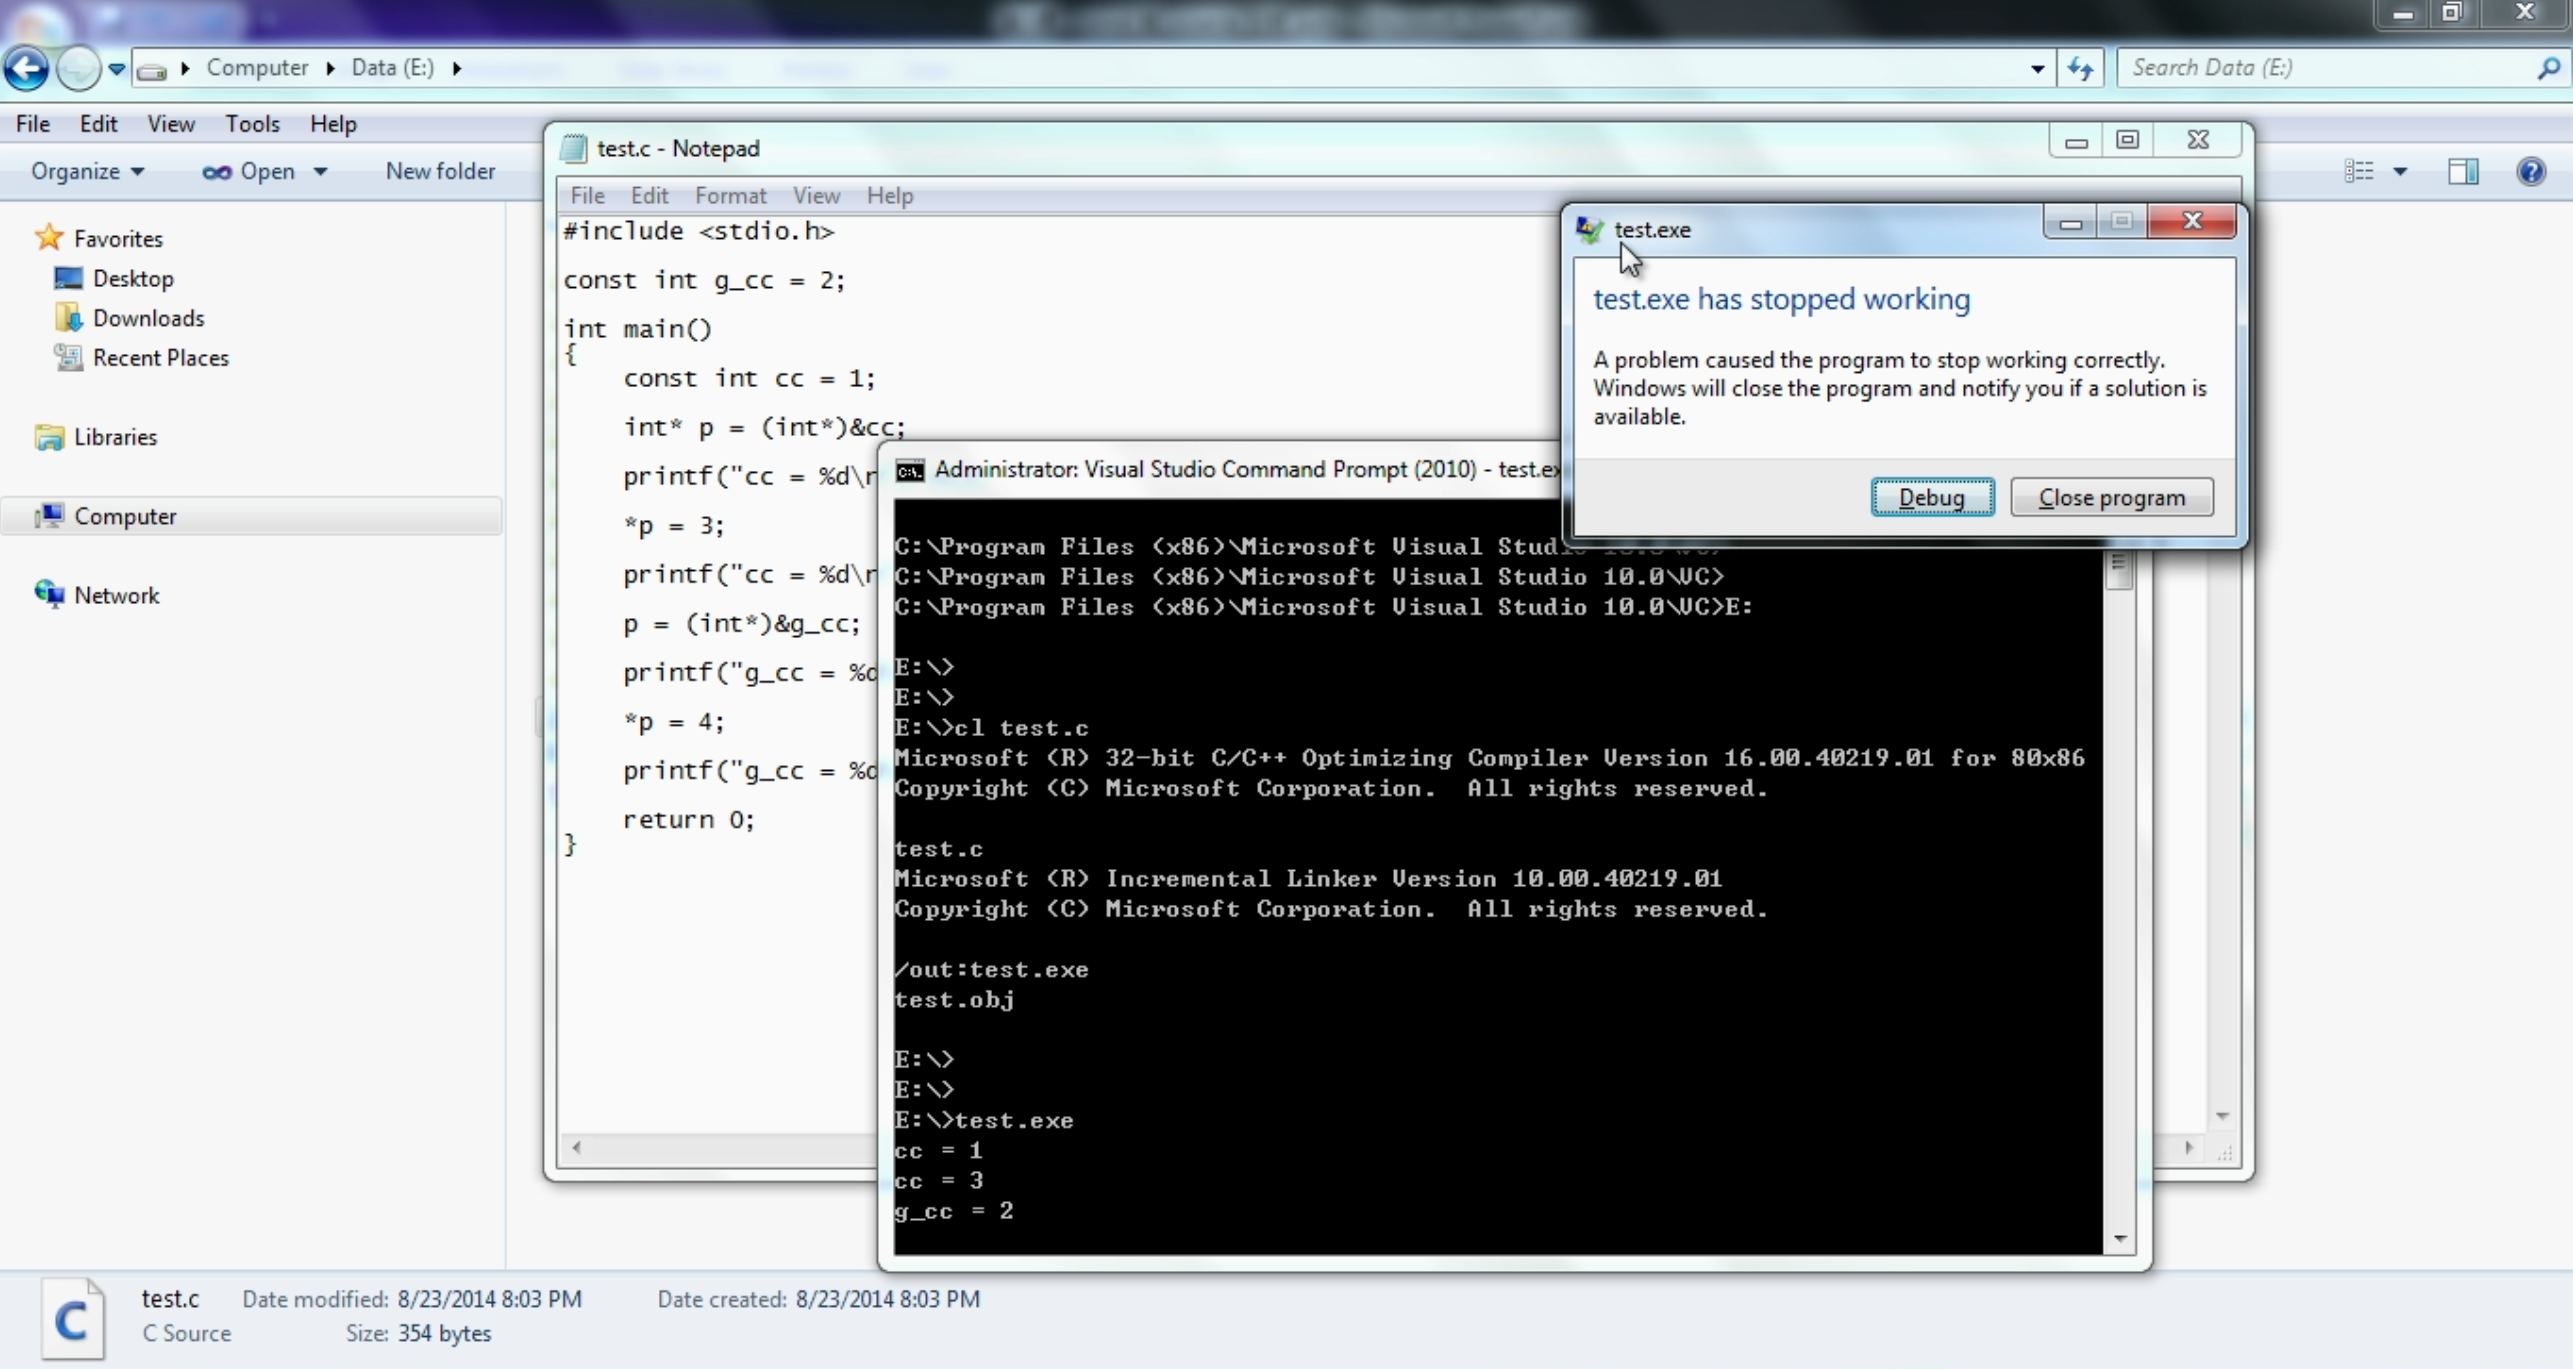 Computer Data (E:)
Search Data (E:)
File Edit View Tools Help
Organize Open New folder
Favorites
Desktop
Downloads
Recent Places
Libraries
Computer
Network
test.c - Notepad
File Edit Format View Help
#include <stdio.h>
const int g_cc = 2;
int main()
{
const int cc = 1;
int* p = (int*)&cc;
printf("cc = %d\n
*p = 3;
printf("cc = %d\n
p = (int*)&g_cc;
printf("g_cc = %d
*p = 4;
printf("g_cc = %d
return 0;
}
test.exe
test.exe has stopped working
A problem caused the program to stop working correctly.
Windows will close the program and notify you if a solution is
available.
Debug Close program
Administrator: Visual Studio Command Prompt (2010) - test.ex
C:\Program Files (x86)\Microsoft Visual Stud
C:\Program Files (x86)\Microsoft Visual Studio 10.0\VC>
C:\Program Files (x86)\Microsoft Visual Studio 10.0\VC>E:
E:\>
E:\>
E:\>cl test.c
Microsoft (R) 32-bit C/C++ Optimizing Compiler Version 16.00.40219.01 for 80x86
Copyright (C) Microsoft Corporation.  All rights reserved.
test.c
Microsoft (R) Incremental Linker Version 10.00.40219.01
Copyright (C) Microsoft Corporation.  All rights reserved.
/out:test.exe
test.obj
E:\>
E:\>
E:\>test.exe
cc = 1
cc = 3
g_cc = 2
C
test.c Date modified: 8/23/2014 8:03 PM Date created: 8/23/2014 8:03 PM
C Source Size: 354 bytes